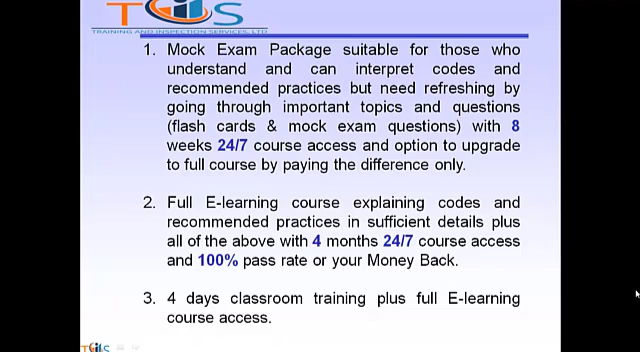 TIIS
TRAINING AND INSPECTION SERVICES, LTD
1. Mock Exam Package suitable for those who
understand and can interpret codes and
recommended practices but need refreshing by
going through important topics and questions
(flash cards & mock exam questions) with 8
weeks 24/7 course access and option to upgrade
to full course by paying the difference only.
2. Full E-learning course explaining codes and
recommended practices in sufficient details plus
all of the above with 4 months 24/7 course access
and 100% pass rate or your Money Back.
3. 4 days classroom training plus full E-learning
course access.
TIIS